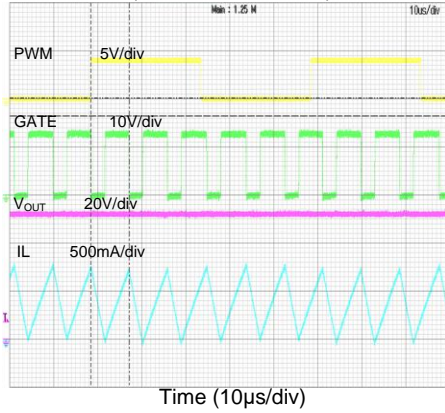 Main : 1.25 M 10us/div
PWM 5V/div
GATE 10V/div
VOUT 20V/div
IL 500mA/div
Time (10μs/div)